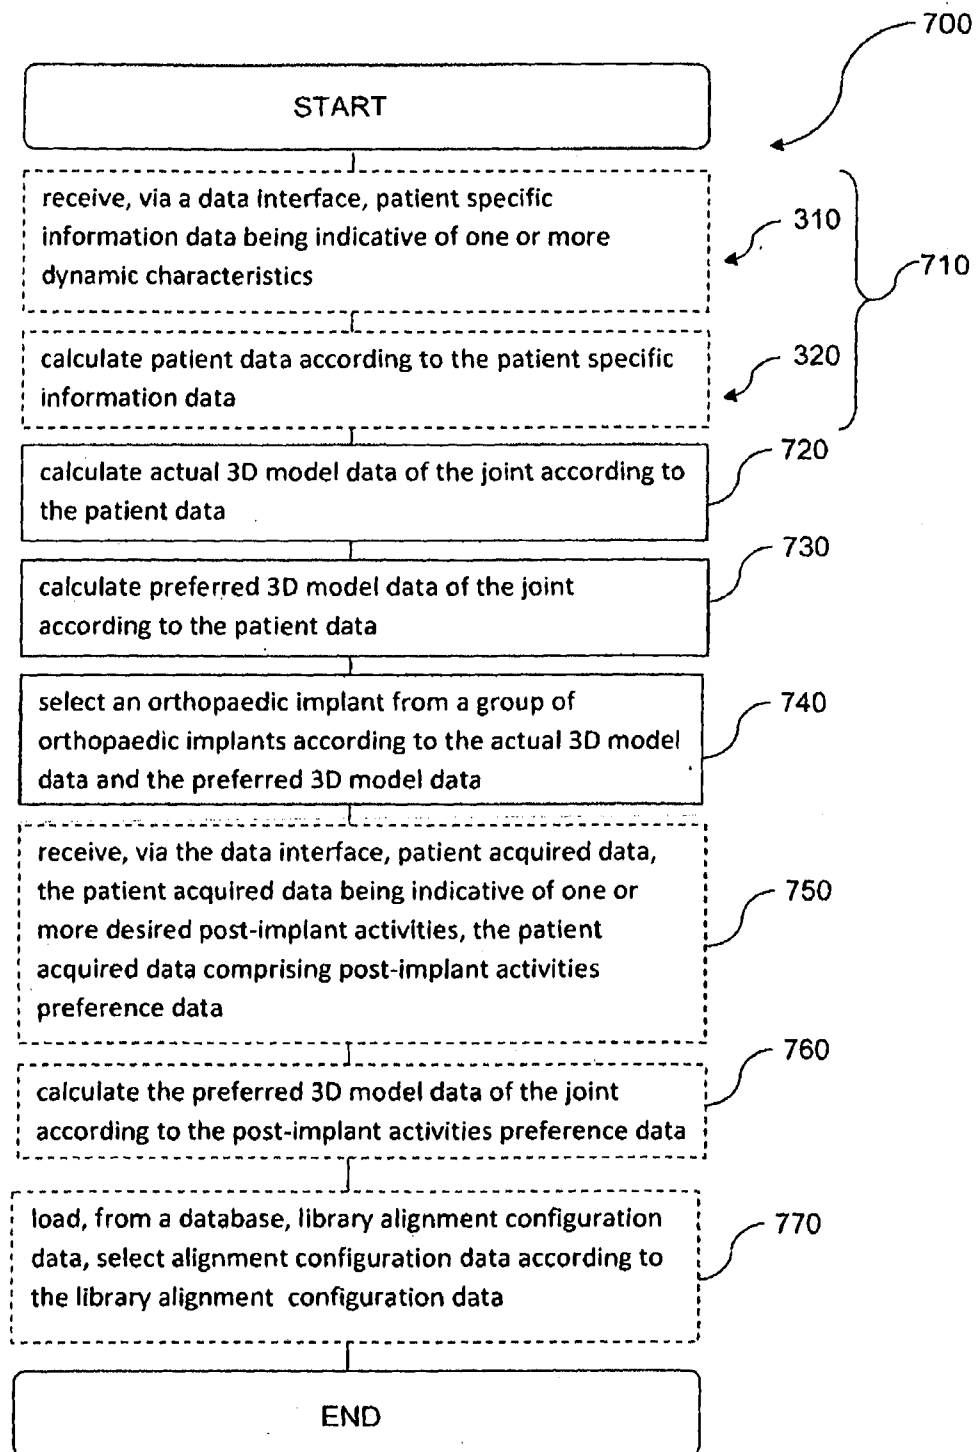 700
START
receive, via a data interface, patient specific
information data being indicative of one or more
dynamic characteristics
310
710
calculate patient data according to the patient specific
information data
320
calculate actual 3D model data of the joint according to
the patient data
720
calculate preferred 3D model data of the joint
according to the patient data
730
select an orthopaedic implant from a group of
orthopaedic implants according to the actual 3D model
data and the preferred 3D model data
740
receive, via the data interface, patient acquired data,
the patient acquired data being indicative of one or
more desired post-implant activities, the patient
acquired data comprising post-implant activities
preference data
750
calculate the preferred 3D model data of the joint
according to the post-implant activities preference data
760
load, from a database, library alignment configuration
data, select alignment configuration data according to
the library alignment configuration data
770
END